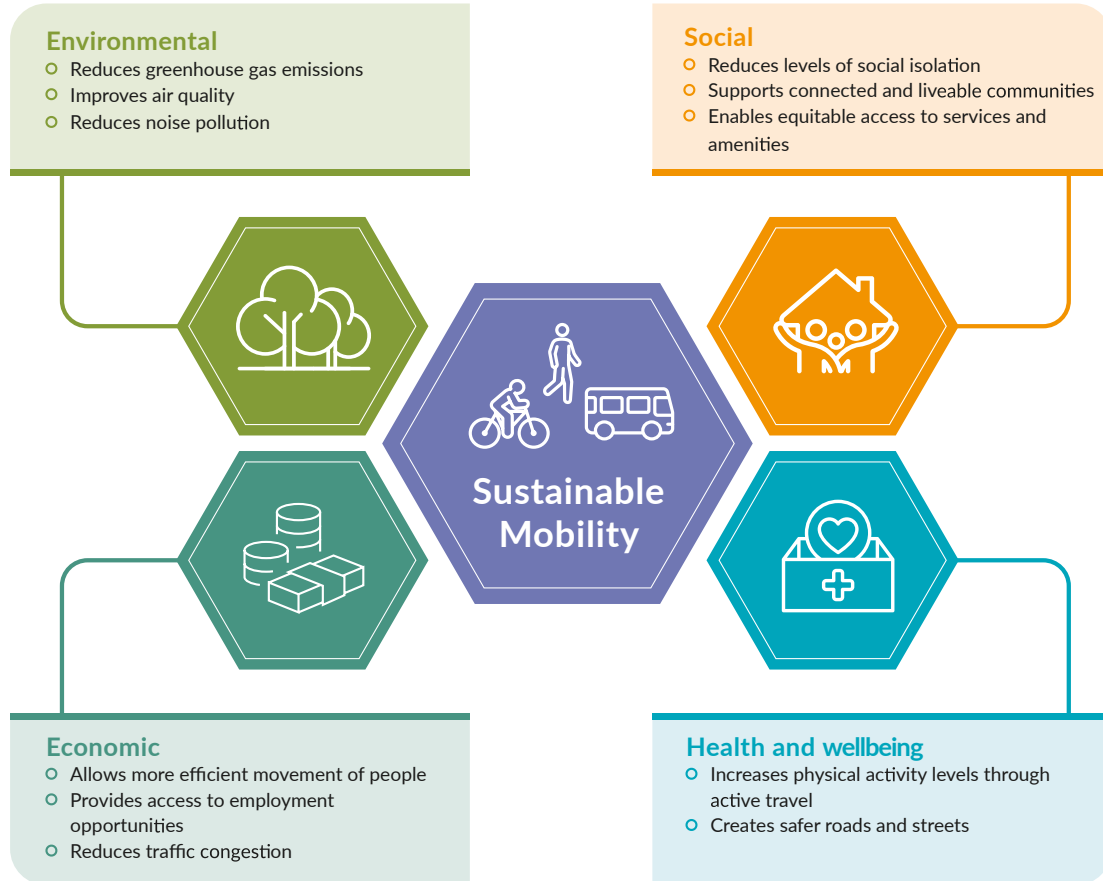 Environmental
Reduces greenhouse gas emissions
Improves air quality
Reduces noise pollution
Social
Reduces levels of social isolation
Supports connected and liveable communities
Enables equitable access to services and
amenities
Sustainable
Mobility
Economic
Allows more efficient movement of people
Provides access to employment
opportunities
Reduces traffic congestion
Health and wellbeing
Increases physical activity levels through
active travel
Creates safer roads and streets